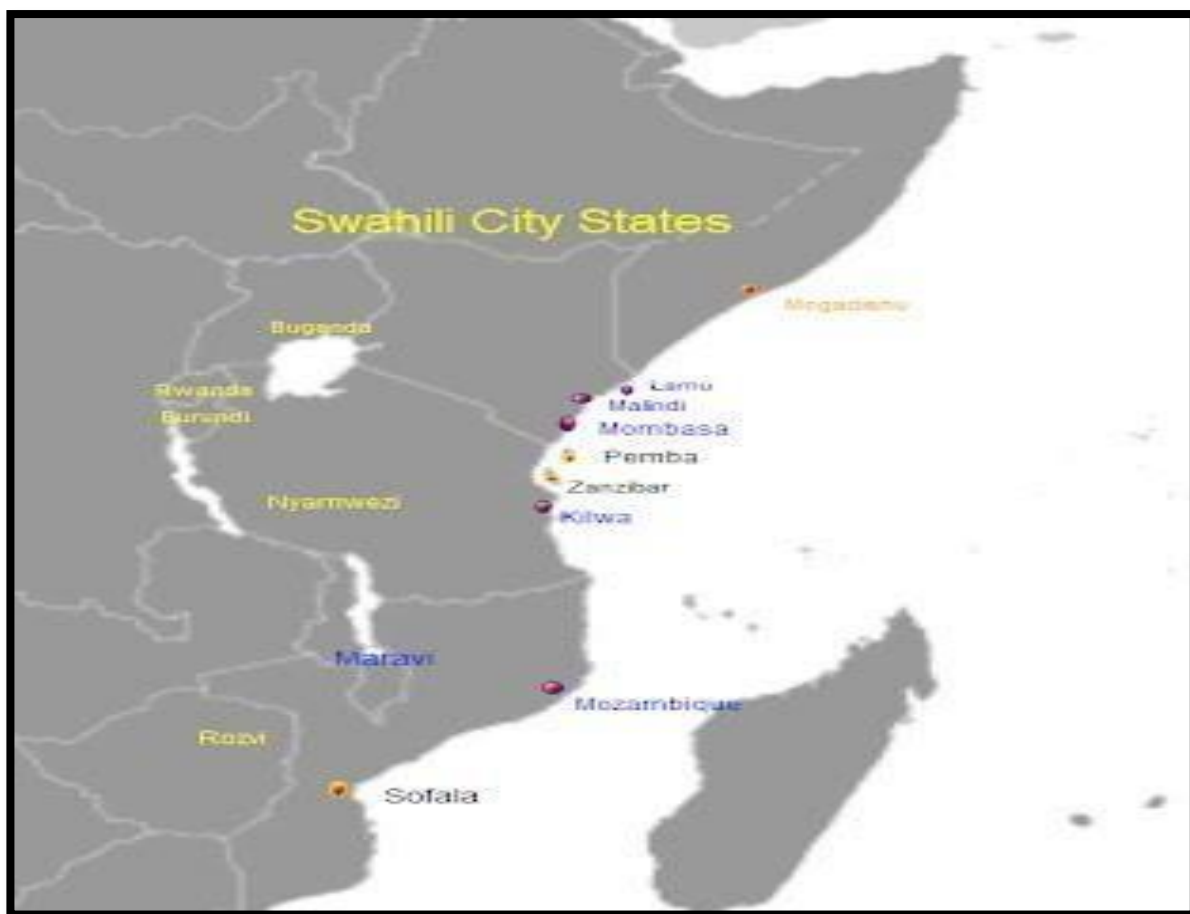 Swahili City States
Mogadishu
Buganda
Lamu
Rwanda
Malindi
Burundi
Mombasa
Pemba
Zanzibar
Nyamwezi
Kilwa
Maravi
Mozambique
Rozvi
Sofala